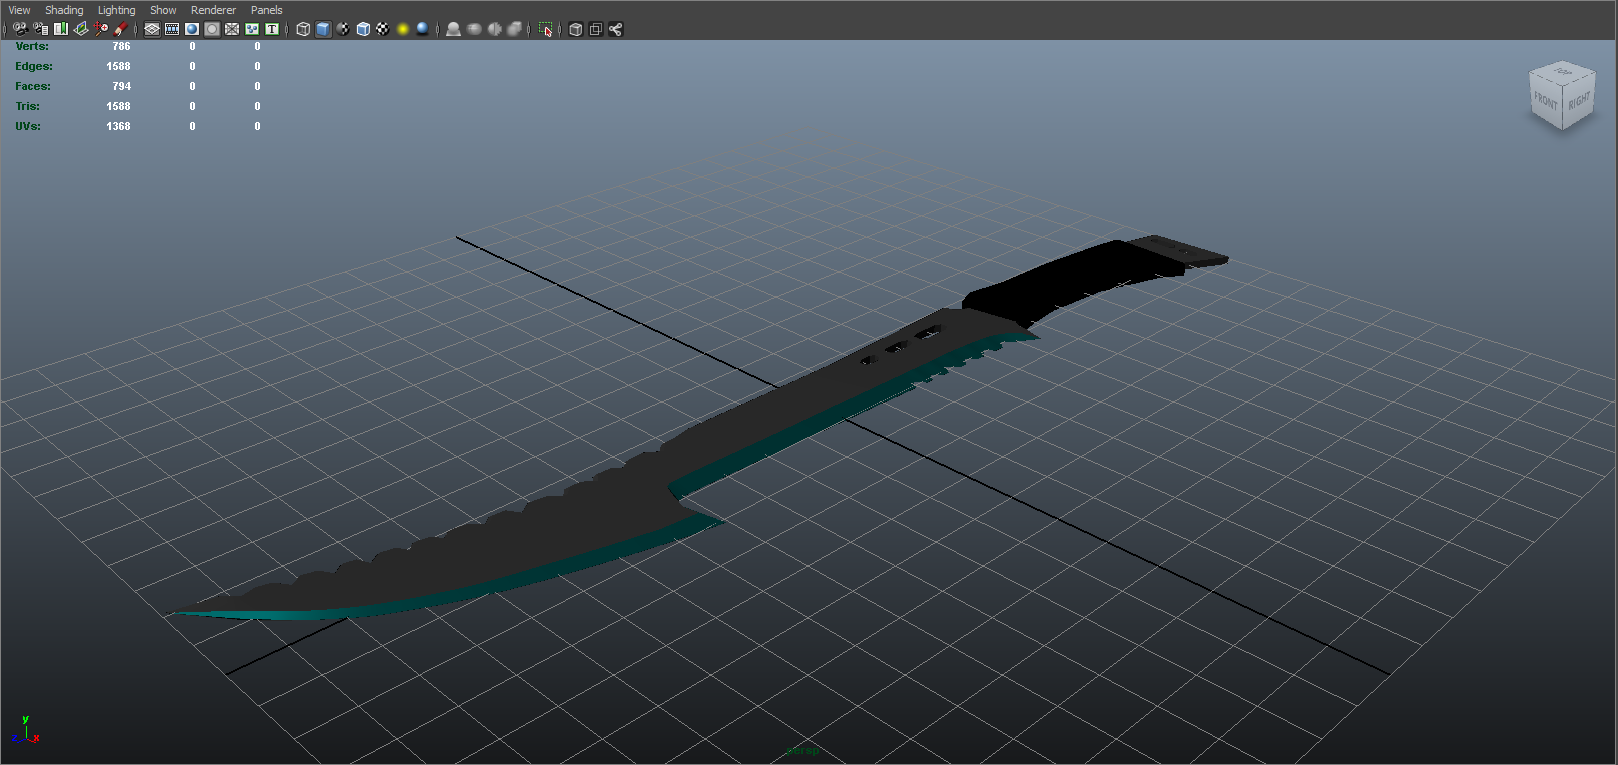 View Shading Lighting Show Renderer Panels
T
Verts: 786 0 0
Edges: 1588 0 0
Faces: 794 0 0
Tris: 1588 0 0
UVs: 1368 0 0
TOP
FRONT RIGHT
y
z x
persp